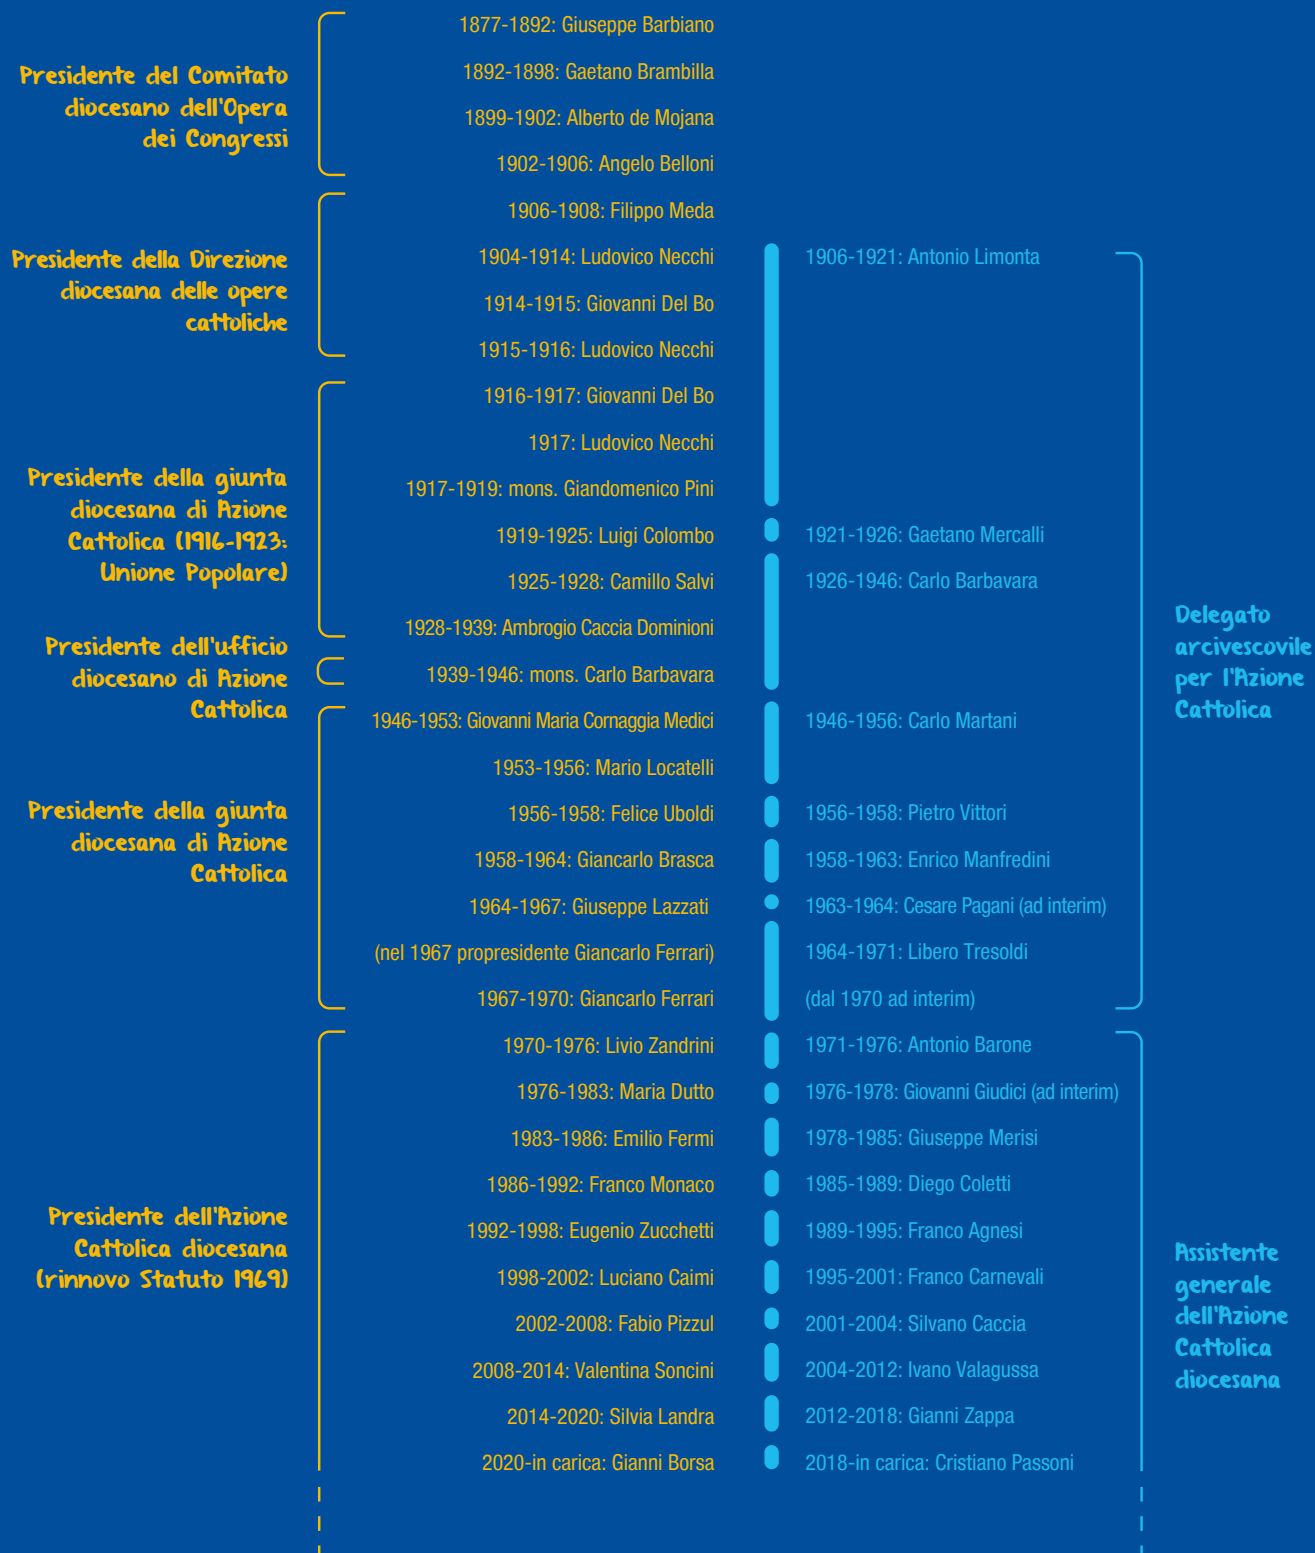 Presidente del Comitato
diocesano dell'Opera
dei Congressi
1877-1892: Giuseppe Barbiano
1892-1898: Gaetano Brambilla
1899-1902: Alberto de Mojana
1902-1906: Angelo Belloni
Presidente della Direzione
diocesana delle opere
cattoliche
1906-1908: Filippo Meda
1904-1914: Ludovico Necchi
1914-1915: Giovanni Del Bo
1915-1916: Ludovico Necchi
Presidente della giunta
diocesana di Azione
Cattolica (1916-1923:
Unione Popolare)
1916-1917: Giovanni Del Bo
1917: Ludovico Necchi
1917-1919: mons. Giandomenico Pini
1919-1925: Luigi Colombo
1925-1928: Camillo Salvi
1928-1939: Ambrogio Caccia Dominioni
Presidente dell'ufficio
diocesano di Azione
Cattolica
1939-1946: mons. Carlo Barbavara
Presidente della giunta
diocesana di Azione
Cattolica
1946-1953: Giovanni Maria Cornaggia Medici
1953-1956: Mario Locatelli
1956-1958: Felice Uboldi
1958-1964: Giancarlo Brasca
1964-1967: Giuseppe Lazzati
(nel 1967 propresidente Giancarlo Ferrari)
1967-1970: Giancarlo Ferrari
Presidente dell'Azione
Cattolica diocesana
(rinnovo Statuto 1969)
1970-1976: Livio Zandrini
1976-1983: Maria Dutto
1983-1986: Emilio Fermi
1986-1992: Franco Monaco
1992-1998: Eugenio Zucchetti
1998-2002: Luciano Caimi
2002-2008: Fabio Pizzul
2008-2014: Valentina Soncini
2014-2020: Silvia Landra
2020-in carica: Gianni Borsa
1906-1921: Antonio Limonta
1921-1926: Gaetano Mercalli
1926-1946: Carlo Barbavara
1946-1956: Carlo Martani
1956-1958: Pietro Vittori
1958-1963: Enrico Manfredini
1963-1964: Cesare Pagani (ad interim)
1964-1971: Libero Tresoldi
(dal 1970 ad interim)
Delegato
arcivescovile
per l'Azione
Cattolica
1971-1976: Antonio Barone
1976-1978: Giovanni Giudici (ad interim)
1978-1985: Giuseppe Merisi
1985-1989: Diego Coletti
1989-1995: Franco Agnesi
1995-2001: Franco Carnevali
2001-2004: Silvano Caccia
2004-2012: Ivano Valagussa
2012-2018: Gianni Zappa
2018-in carica: Cristiano Passoni
Assistente
generale
dell'Azione
Cattolica
diocesana